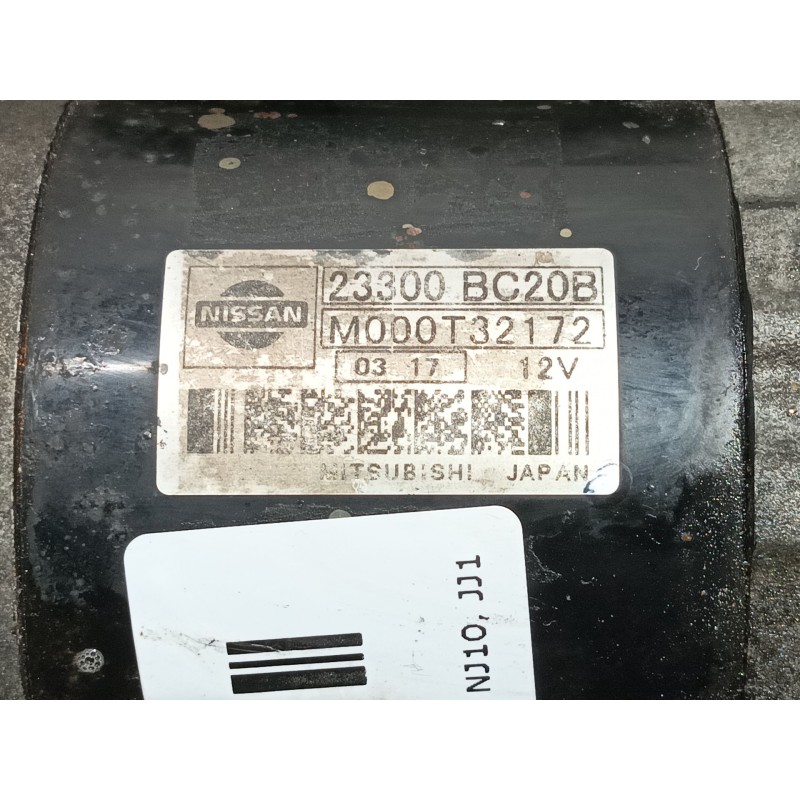 NISSAN
23300 BC20B
M000T32172
03 17 12V
MITSUBISHI JAPAN
NJ10, JJ1